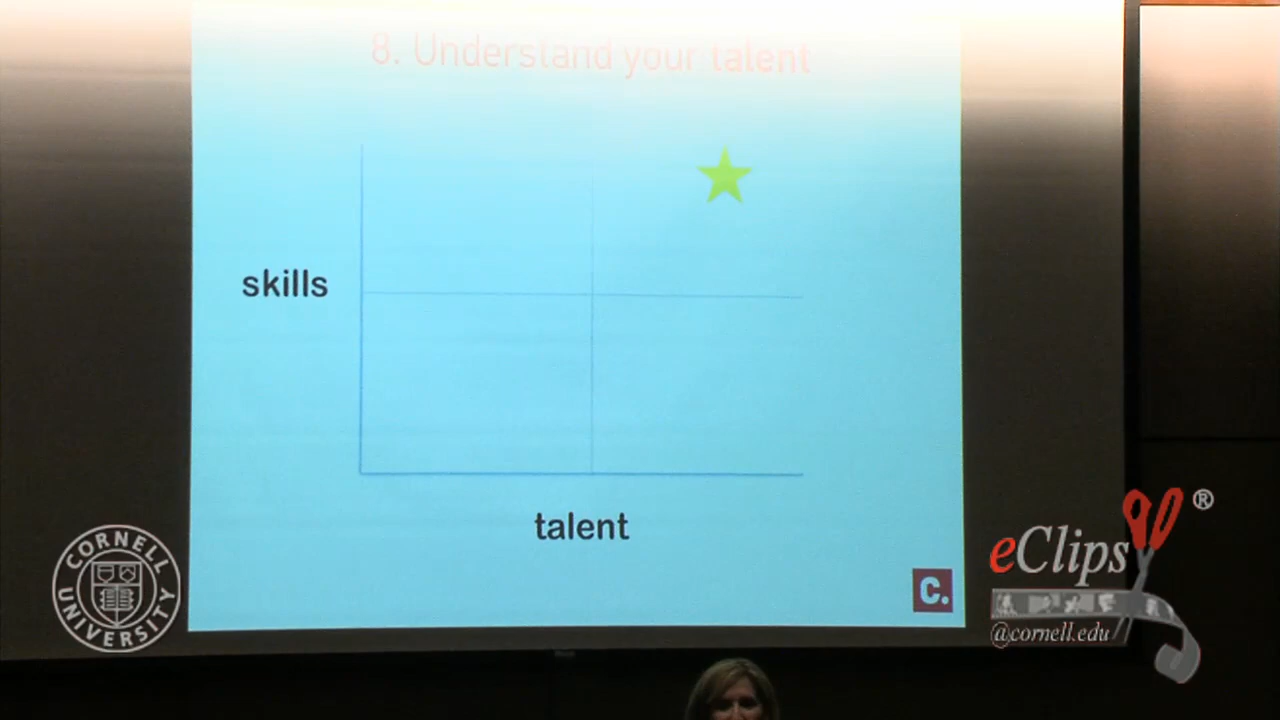 8. Understand your talent
skills
talent
C.
CORNELL
UNIVERSITY
eClips®
@cornell.edu